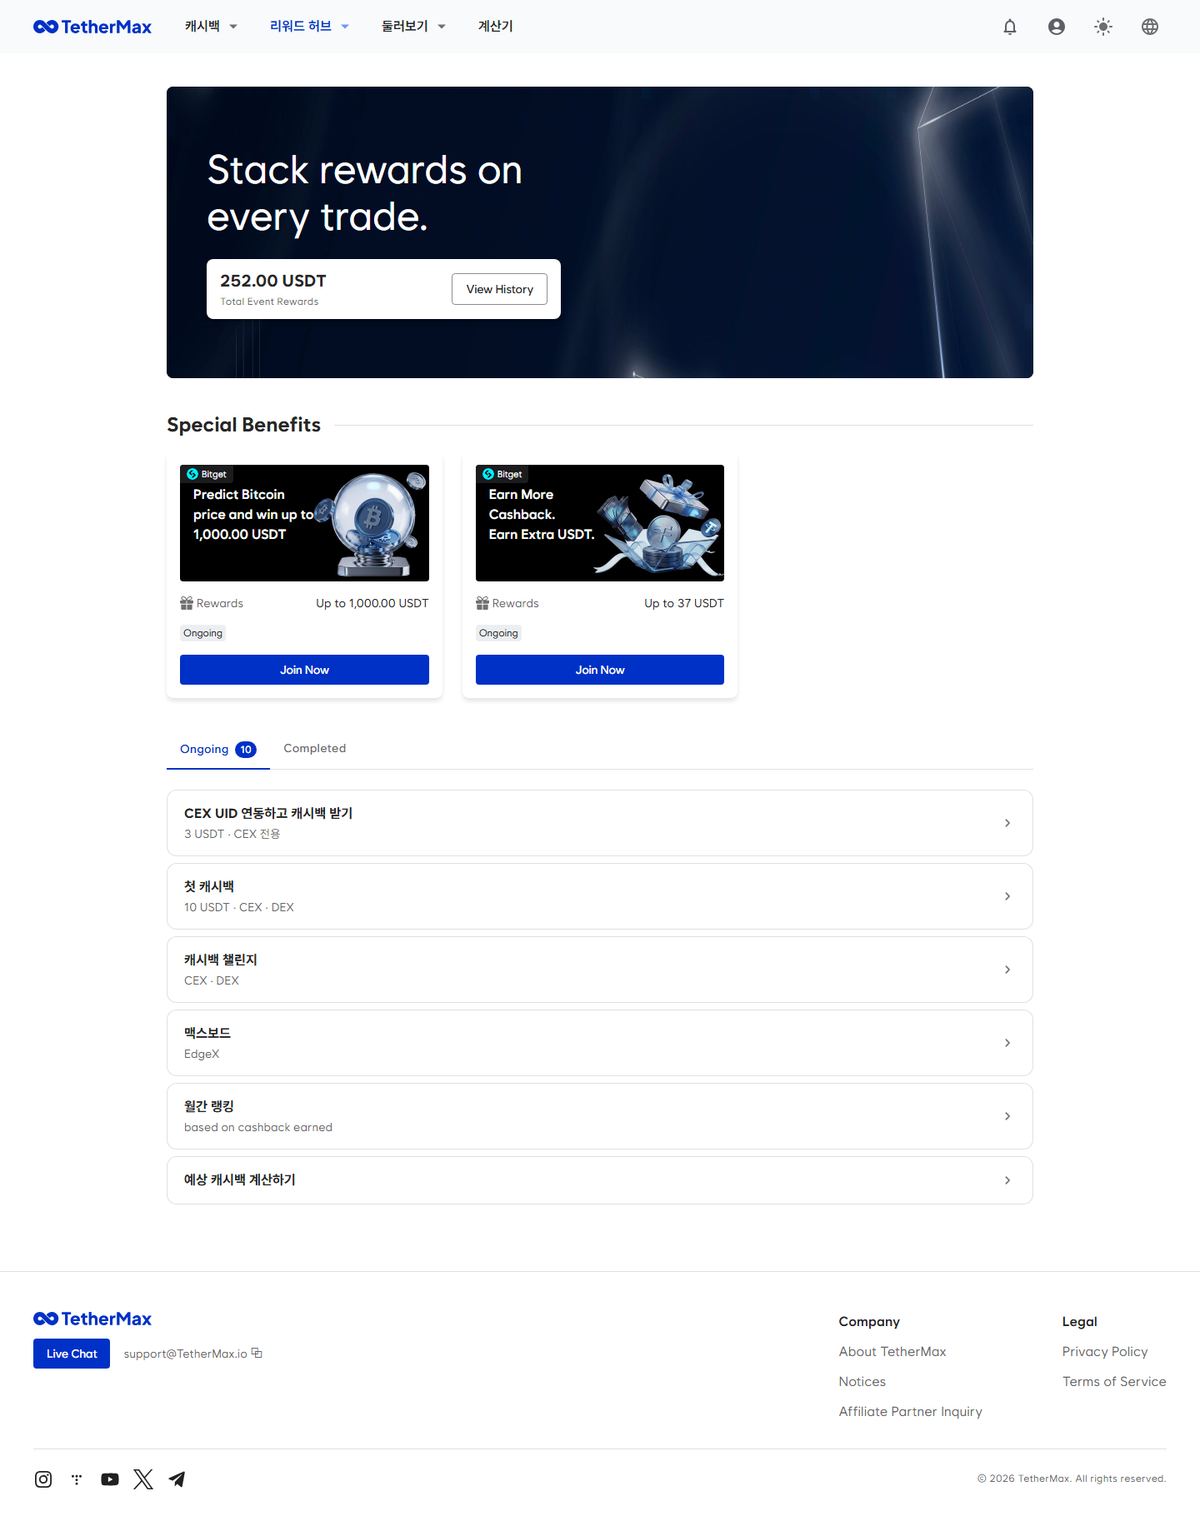 TetherMax
캐시백
리워드 허브
둘러보기
계산기
Stack rewards on
every trade.
252.00 USDT
Total Event Rewards
View History
Special Benefits
Bitget
Predict Bitcoin
price and win up to
1,000.00 USDT
Rewards
Up to 1,000.00 USDT
Ongoing
Join Now
Bitget
Earn More
Cashback.
Earn Extra USDT.
Rewards
Up to 37 USDT
Ongoing
Join Now
Ongoing 10
Completed
CEX UID 연동하고 캐시백 받기
3 USDT · CEX 전용
첫 캐시백
10 USDT · CEX · DEX
캐시백 챌린지
CEX · DEX
맥스보드
EdgeX
월간 랭킹
based on cashback earned
예상 캐시백 계산하기
TetherMax
Live Chat
support@TetherMax.io
Company
About TetherMax
Notices
Affiliate Partner Inquiry
Legal
Privacy Policy
Terms of Service
© 2026 TetherMax. All rights reserved.